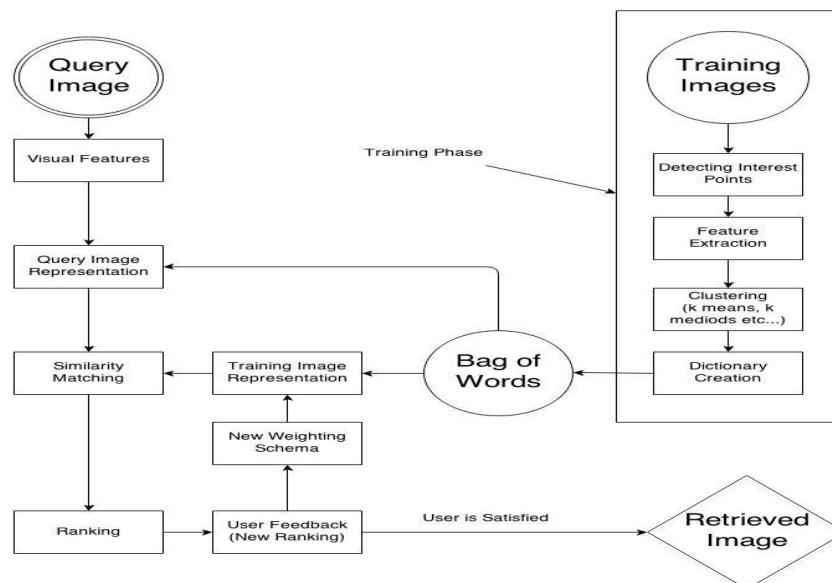 Query
Image
Visual Features
Query Image
Representation
Similarity
Matching
Ranking
Training Image
Representation
New Weighting
Schema
User Feedback
(New Ranking)
User is Satisfied
Bag of
Words
Training Phase
Training
Images
Detecting Interest
Points
Feature
Extraction
Clustering
(k means, k
mediods etc...)
Dictionary
Creation
Retrieved
Image